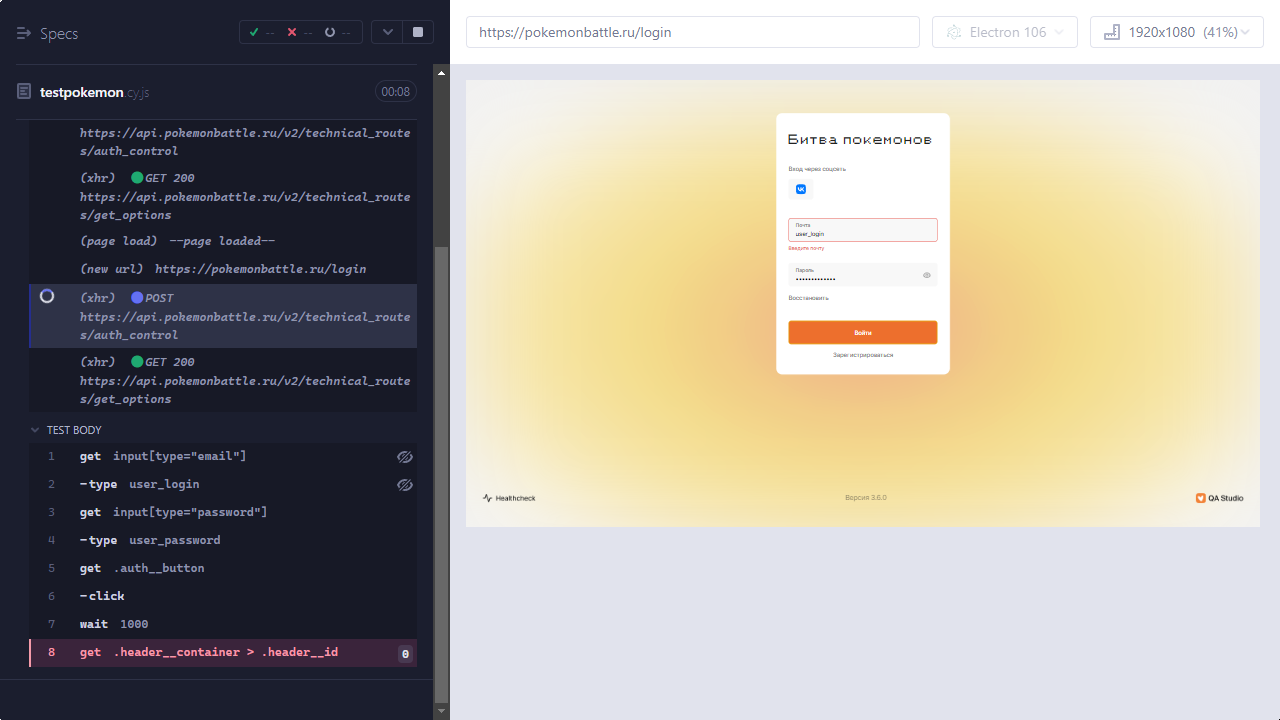 Specs
--
--
--
testpokemon.cy.js
00:08
https://api.pokemonbattle.ru/v2/technical_route
s/auth_control
(xhr) GET 200
https://api.pokemonbattle.ru/v2/technical_route
s/get_options
(page load) --page loaded--
(new url) https://pokemonbattle.ru/login
(xhr) POST
https://api.pokemonbattle.ru/v2/technical_route
s/auth_control
(xhr) GET 200
https://api.pokemonbattle.ru/v2/technical_route
s/get_options
TEST BODY
1 get input[type="email"]
2 -type user_login
3 get input[type="password"]
4 -type user_password
5 get .auth__button
6 -click
7 wait 1000
8 get .header__container > .header__id 0
https://pokemonbattle.ru/login
Electron 106
1920x1080 (41%)
Битва покемонов
Вход через соцсеть
Почта
user_login
Введите почту
Пароль
•••••••••••••
Восстановить
Войти
Зарегистрироваться
Healthcheck
Версия 3.6.0
QA Studio